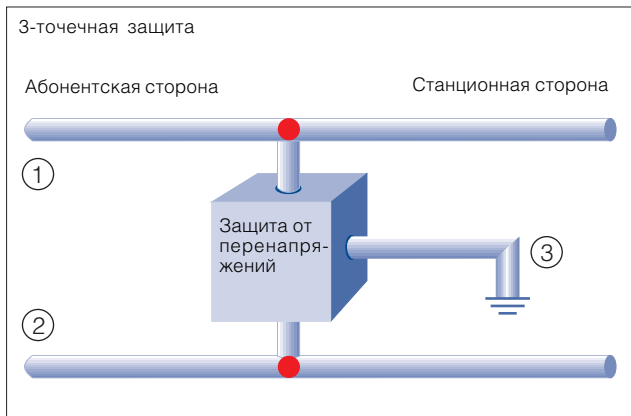 3-точечная защита
Абонентская сторона
Станционная сторона
1
Защита от
перенапря-
жений
3
2